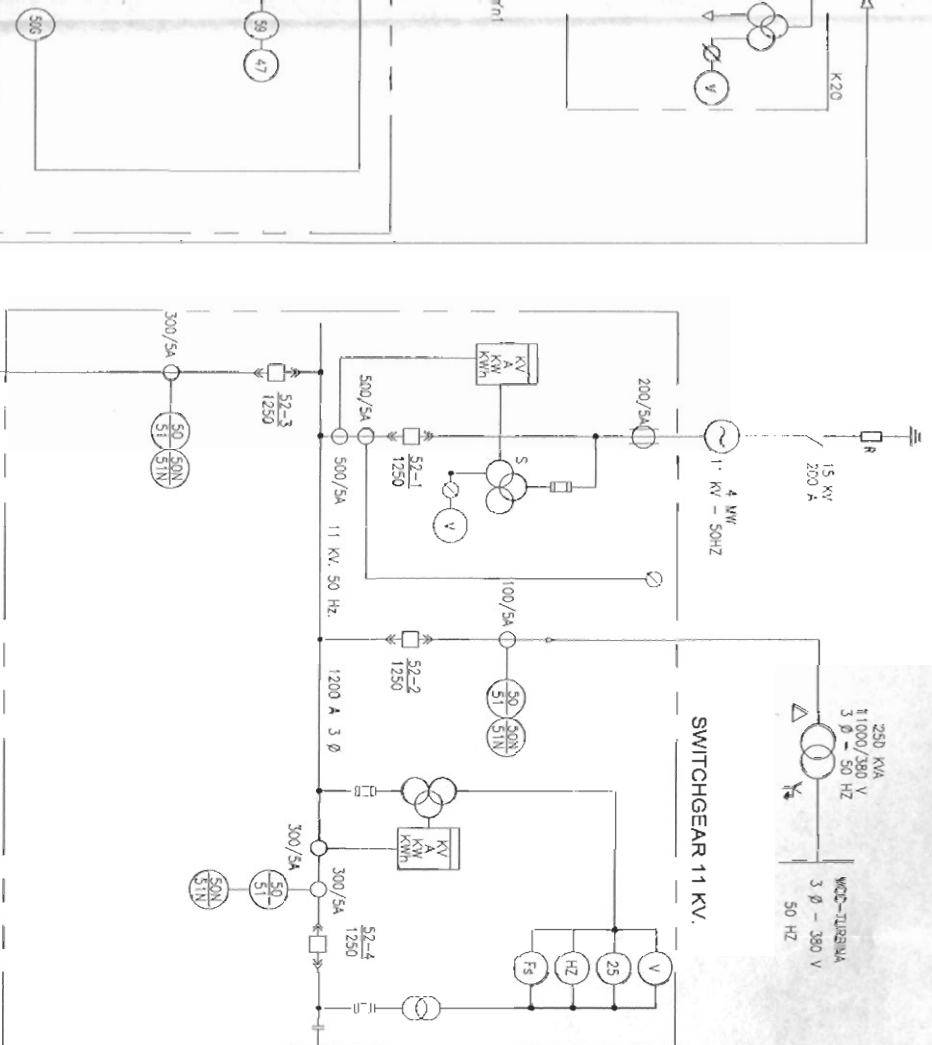 50G
59
47
K20
SWITCHGEAR 11 KV.
300/5A
52-3
1250
50
51
50N
51N
KV
A
KW
KWh
500/5A
500/5A
52-1
1250
S
V
200/5A
4 MW
KV - 50HZ
15 KV
200 A
R
11 KV. 50 Hz.
1200 A 3 Ø
100/5A
52-2
1250
50
51
50N
51N
250 KVA
11000/380 V
3 Ø - 50 HZ
MCC-TURBINA
3 Ø - 380 V
50 HZ
KV
A
KW
KWh
300/5A
300/5A
50
51
50N
51N
52-4
1250
Fs
HZ
25
V